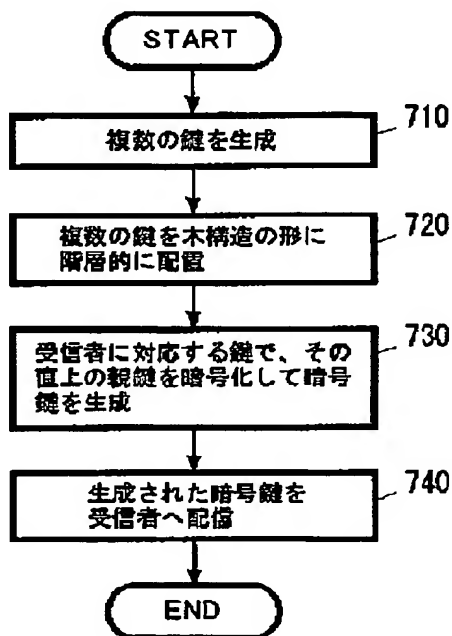 START
710
複数の鍵を生成
720
複数の鍵を木構造の形に
階層的に配置
730
受信者に対応する鍵で、その
直上の親鍵を暗号化して暗号
鍵を生成
740
生成された暗号鍵を
受信者へ配信
END